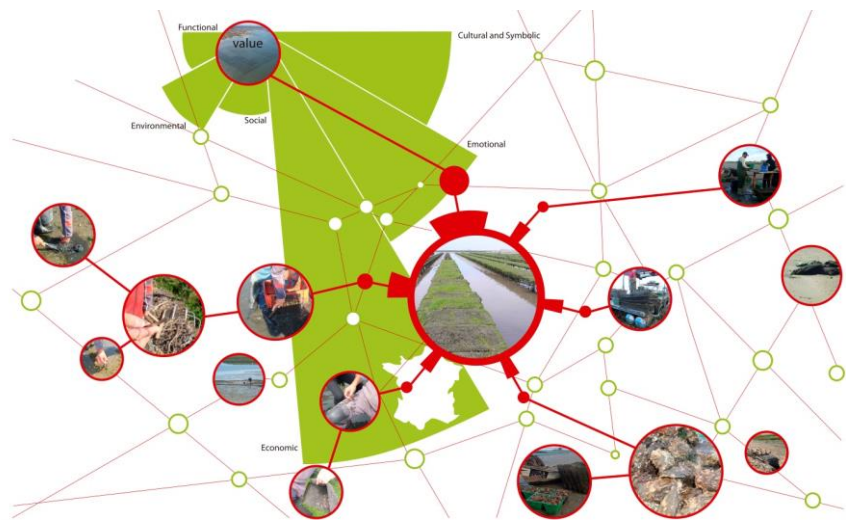 Functional
value
Cultural and Symbolic
Environmental
Social
Emotional
Economic